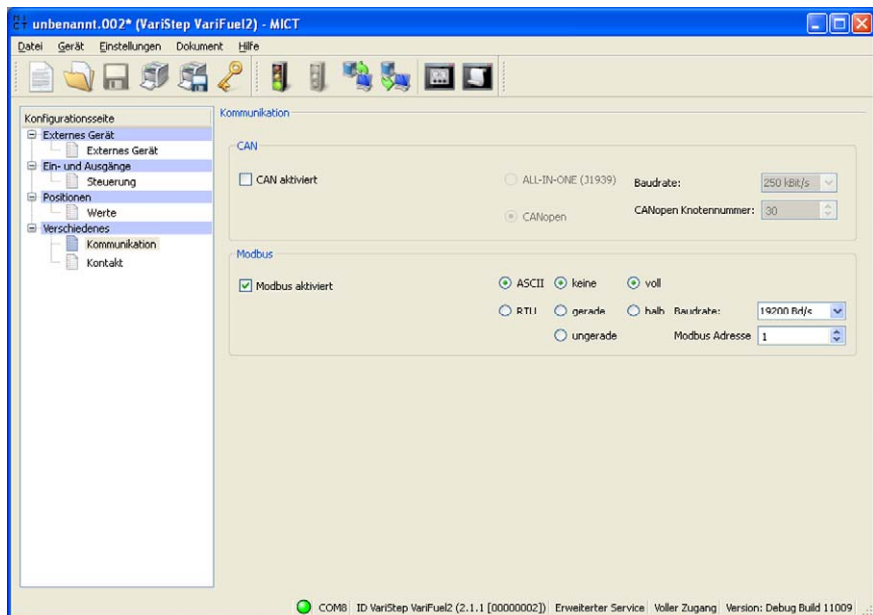 unbenannt.002* (VariStep VariFuel2) - MICT
Datei Gerät Einstellungen Dokument Hilfe
Konfigurationsseite
Externes Gerät
Externes Gerät
Ein- und Ausgänge
Steuerung
Positionen
Werte
Verschiedenes
Kommunikation
Kontakt
Kommunikation
CAN
CAN aktiviert
ALL-IN-ONE (J1939)
Baudrate: 250 kBit/s
CANopen
CANopen Knotennummer: 30
Modbus
Modbus aktiviert
ASCII keine voll
RTU gerade halb Baudrate: 19200 Bd/s
ungerade Modbus Adresse 1
COM8 ID VariStep VariFuel2 (2.1.1 [00000002]) Erweiterter Service Voller Zugang Version: Debug Build 11009